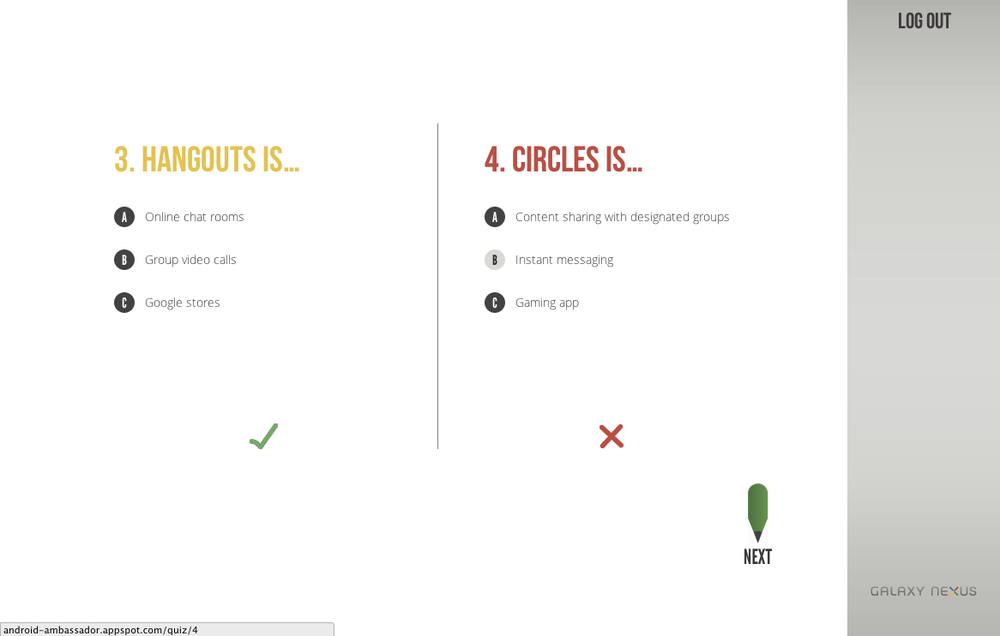 LOG OUT
3. HANGOUTS IS...
A Online chat rooms
B Group video calls
C Google stores
4. CIRCLES IS...
A Content sharing with designated groups
B Instant messaging
C Gaming app
NEXT
GALAXY NEXUS
android-ambassador.appspot.com/quiz/4